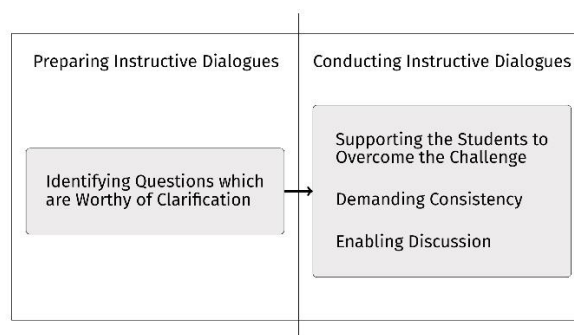 Preparing Instructive Dialogues
Conducting Instructive Dialogues
Identifying Questions which
are Worthy of Clarification
Supporting the Students to
Overcome the Challenge
Demanding Consistency
Enabling Discussion